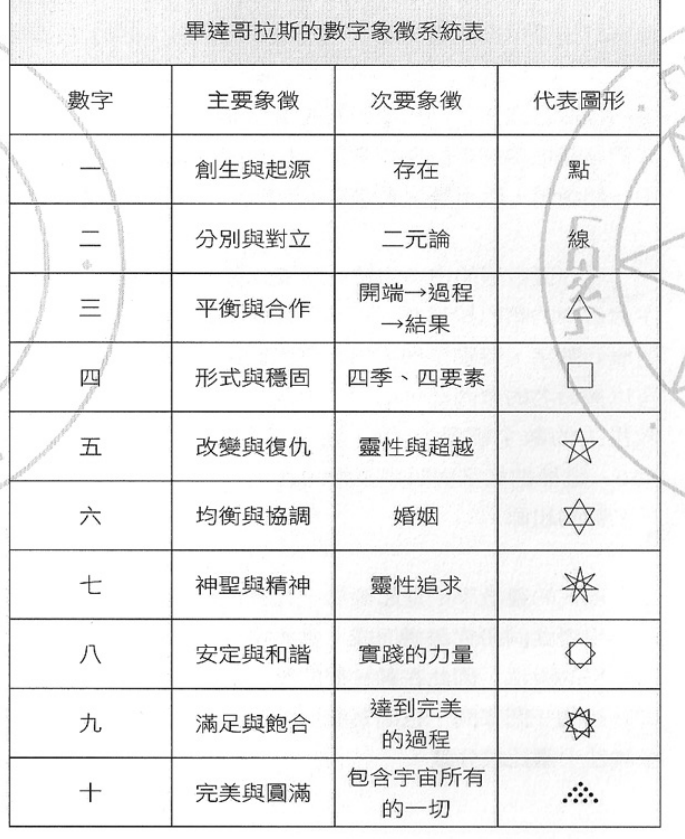 畢達哥拉斯的數字象徵系統表
數字 主要象徵 次要象徵 代表圖形
一 創生與起源 存在 點
二 分別與對立 二元論 線
三 平衡與合作 開端→過程
→結果
四 形式與穩固 四季、四要素
五 改變與復仇 靈性與超越
六 均衡與協調 婚姻
七 神聖與精神 靈性追求
八 安定與和諧 實踐的力量
九 滿足與飽合 達到完美
的過程
十 完美與圓滿 包含宇宙所有
的一切